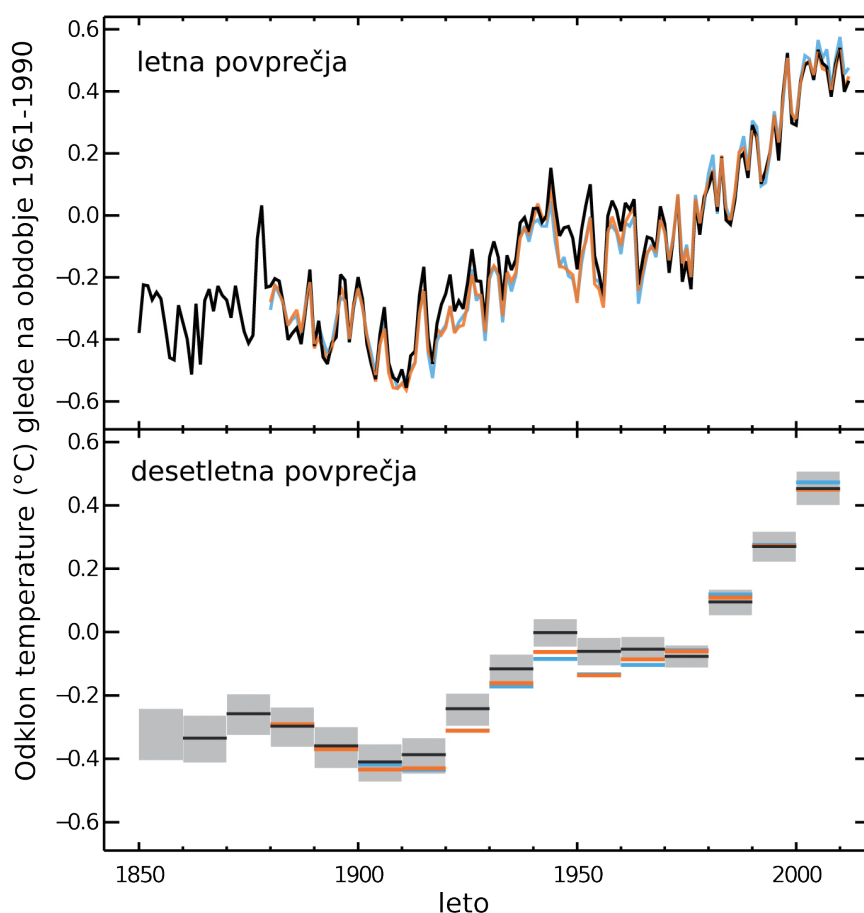 Odklon temperature (°C) glede na obdobje 1961-1990
letna povprečja
0.6
0.4
0.2
0.0
−0.2
−0.4
−0.6
desetletna povprečja
0.4
0.2
0.0
−0.2
−0.4
−0.6
1850 1900 1950 2000
leto